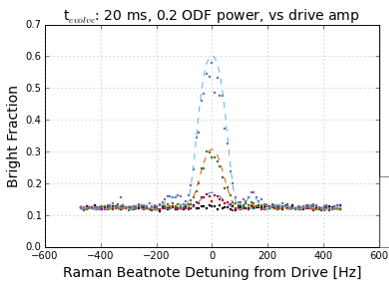 t_evolve: 20 ms, 0.2 ODF power, vs drive amp
Bright Fraction
0.7
0.6
0.5
0.4
0.3
0.2
0.1
0.0
−600 −400 −200 0 200 400 600
Raman Beatnote Detuning from Drive [Hz]